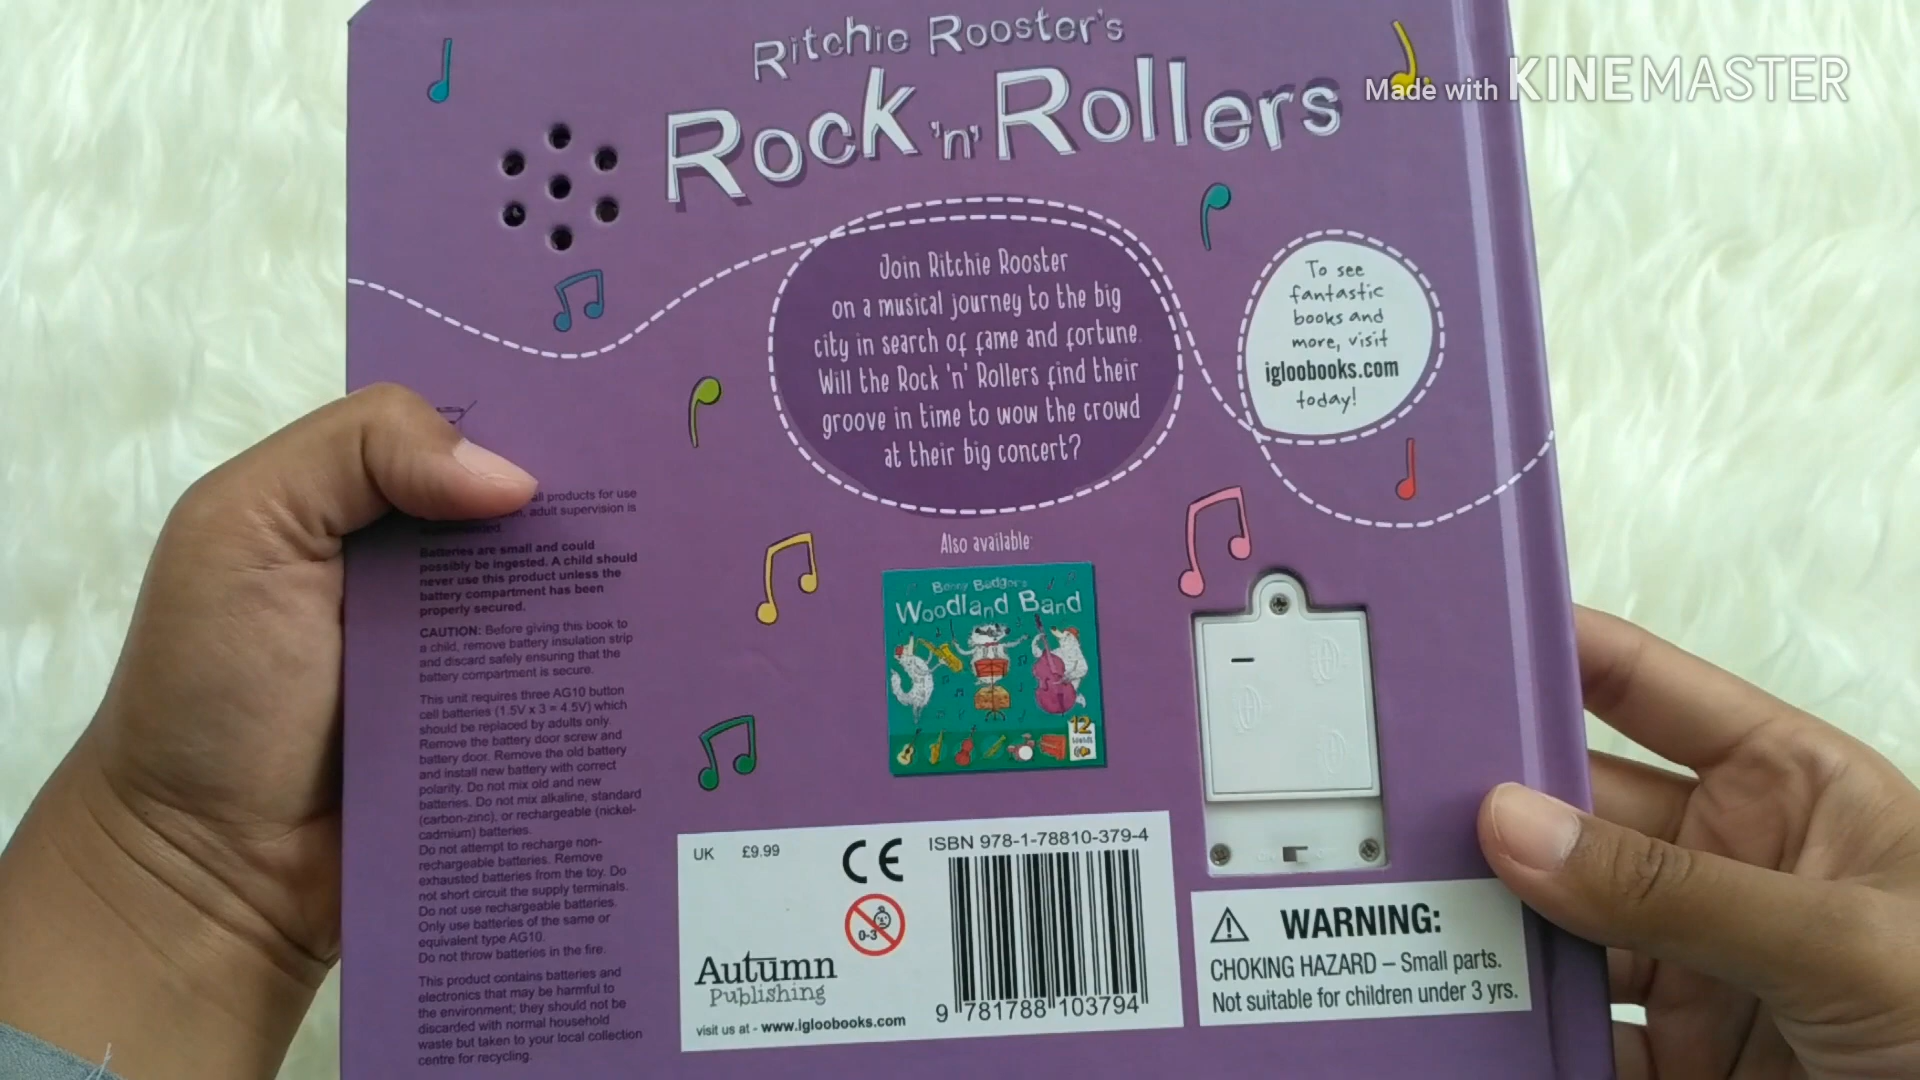 Ritchie Rooster's
Rock 'n' Rollers
Made with KINEMASTER
Join Ritchie Rooster
on a musical journey to the big
city in search of fame and fortune.
Will the Rock 'n' Rollers find their
groove in time to wow the crowd
at their big concert?
To see
fantastic
books and
more, visit
igloobooks.com
today!
Also available:
Woodland Band
12
products for use
adult supervision is
Batteries are small and could
possibly be ingested. A child should
never use this product unless the
battery compartment has been
properly secured.
CAUTION: Before giving this book to
a child, remove battery insulation strip
and discard safely ensuring that the
battery compartment is secure.
This unit requires three AG10 button
cell batteries (1.5V x 3 = 4.5V) which
should be replaced by adults only.
Remove the battery door screw and
battery door. Remove the old battery
and install new battery with correct
polarity. Do not mix old and new
batteries. Do not mix alkaline, standard
(carbon-zinc), or rechargeable (nickel-
cadmium) batteries.
Do not attempt to recharge non-
rechargeable batteries. Remove
exhausted batteries from the toy. Do
not short circuit the supply terminals.
Do not use rechargeable batteries.
Only use batteries of the same or
equivalent type AG10.
Do not throw batteries in the fire.
This product contains batteries and
electronics that may be harmful to
the environment; they should not be
discarded with normal household
waste but taken to your local collection
centre for recycling.
UK £9.99
CE
0-3
Autumn
Publishing
visit us at - www.igloobooks.com
ISBN 978-1-78810-379-4
9 781788 103794
WARNING:
CHOKING HAZARD – Small parts.
Not suitable for children under 3 yrs.